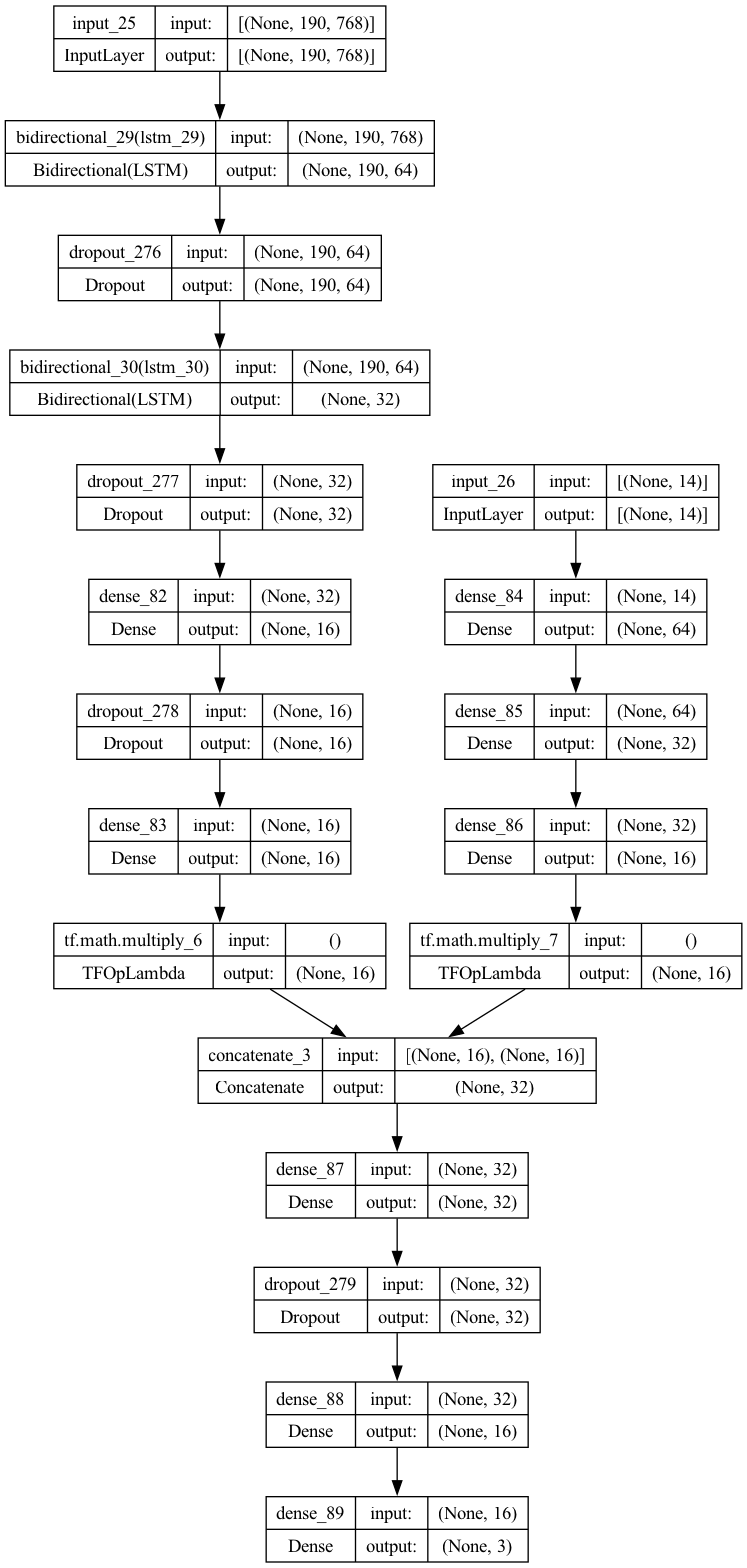 input_25 input: [(None, 190, 768)]
InputLayer output: [(None, 190, 768)]
bidirectional_29(lstm_29) input: (None, 190, 768)
Bidirectional(LSTM) output: (None, 190, 64)
dropout_276 input: (None, 190, 64)
Dropout output: (None, 190, 64)
bidirectional_30(lstm_30) input: (None, 190, 64)
Bidirectional(LSTM) output: (None, 32)
dropout_277 input: (None, 32)
Dropout output: (None, 32)
input_26 input: [(None, 14)]
InputLayer output: [(None, 14)]
dense_82 input: (None, 32)
Dense output: (None, 16)
dense_84 input: (None, 14)
Dense output: (None, 64)
dropout_278 input: (None, 16)
Dropout output: (None, 16)
dense_85 input: (None, 64)
Dense output: (None, 32)
dense_83 input: (None, 16)
Dense output: (None, 16)
dense_86 input: (None, 32)
Dense output: (None, 16)
tf.math.multiply_6 input: ()
TFOpLambda output: (None, 16)
tf.math.multiply_7 input: ()
TFOpLambda output: (None, 16)
concatenate_3 input: [(None, 16), (None, 16)]
Concatenate output: (None, 32)
dense_87 input: (None, 32)
Dense output: (None, 32)
dropout_279 input: (None, 32)
Dropout output: (None, 32)
dense_88 input: (None, 32)
Dense output: (None, 16)
dense_89 input: (None, 16)
Dense output: (None, 3)